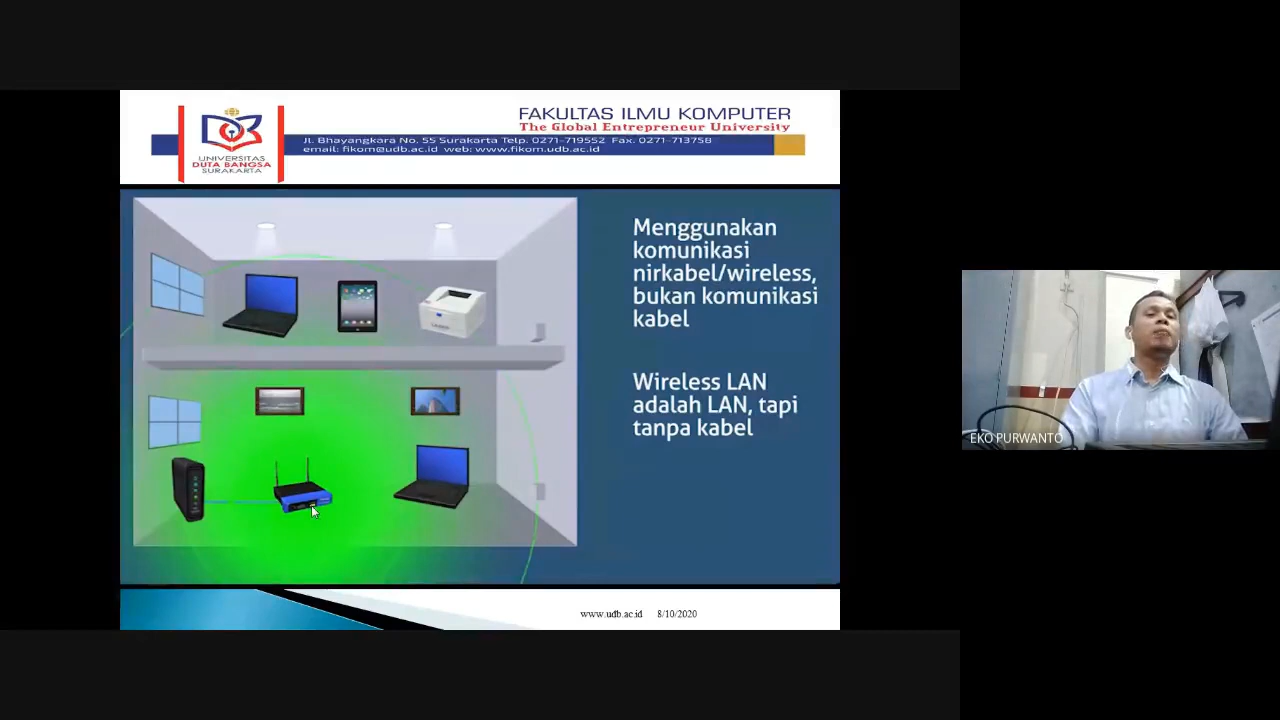 FAKULTAS ILMU KOMPUTER
The Global Entrepreneur University
Jl. Bhayangkara No. 55 Surakarta Telp. 0271-719552 Fax. 0271-713758
email: fikom@udb.ac.id web: www.fikom.udb.ac.id
UNIVERSITAS
DUTA BANGSA
SURAKARTA
Menggunakan
komunikasi
nirkabel/wireless,
bukan komunikasi
kabel
Wireless LAN
adalah LAN, tapi
tanpa kabel
www.udb.ac.id 8/10/2020
EKO PURWANTO